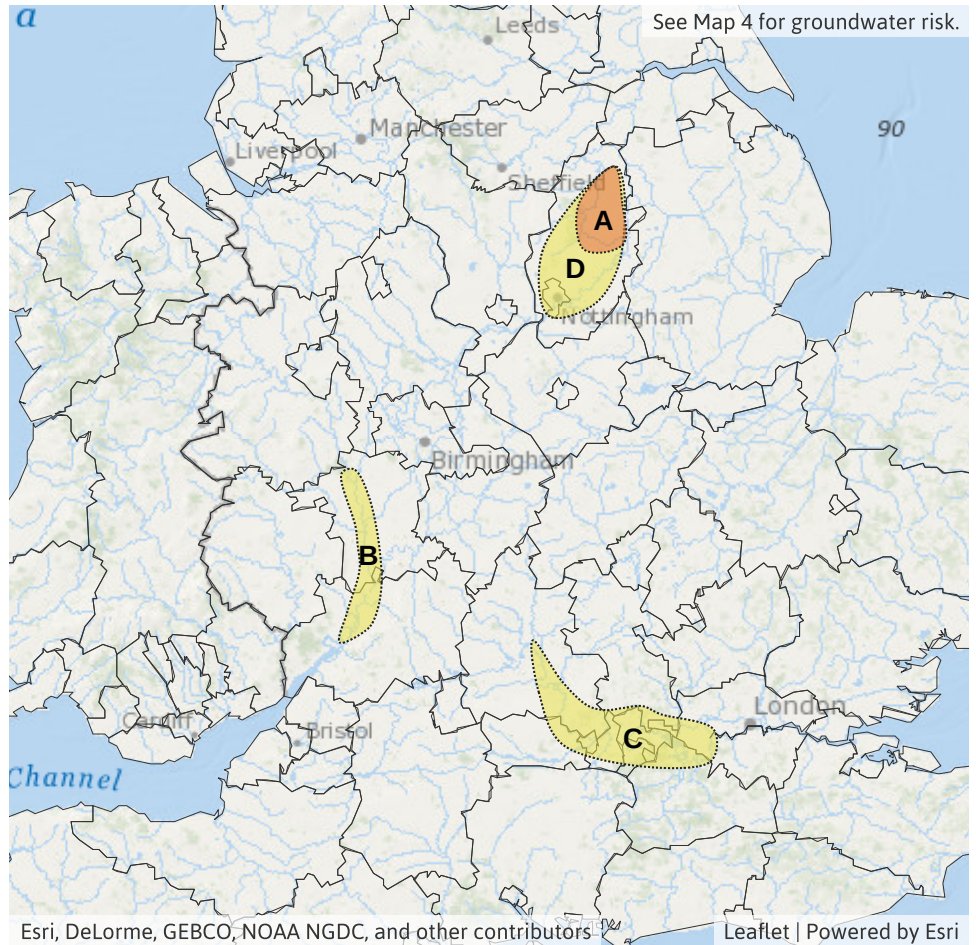 a
See Map 4 for groundwater risk.
Leeds
Manchester
90
Liverpool
Sheffield
A
D
Nottingham
Birmingham
B
London
Cardiff
Bristol
C
Channel
Esri, DeLorme, GEBCO, NOAA NGDC, and other contributors
Leaflet | Powered by Esri